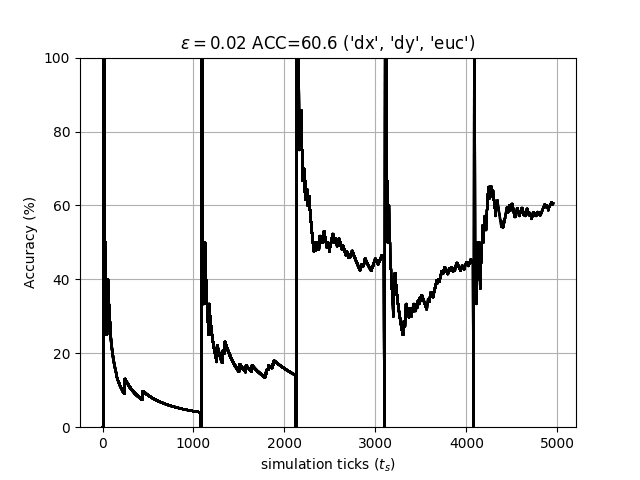 ε = 0.02 ACC=60.6 ('dx', 'dy', 'euc')
100
80
60
40
20
0
Accuracy (%)
0 1000 2000 3000 4000 5000
simulation ticks (tₛ)